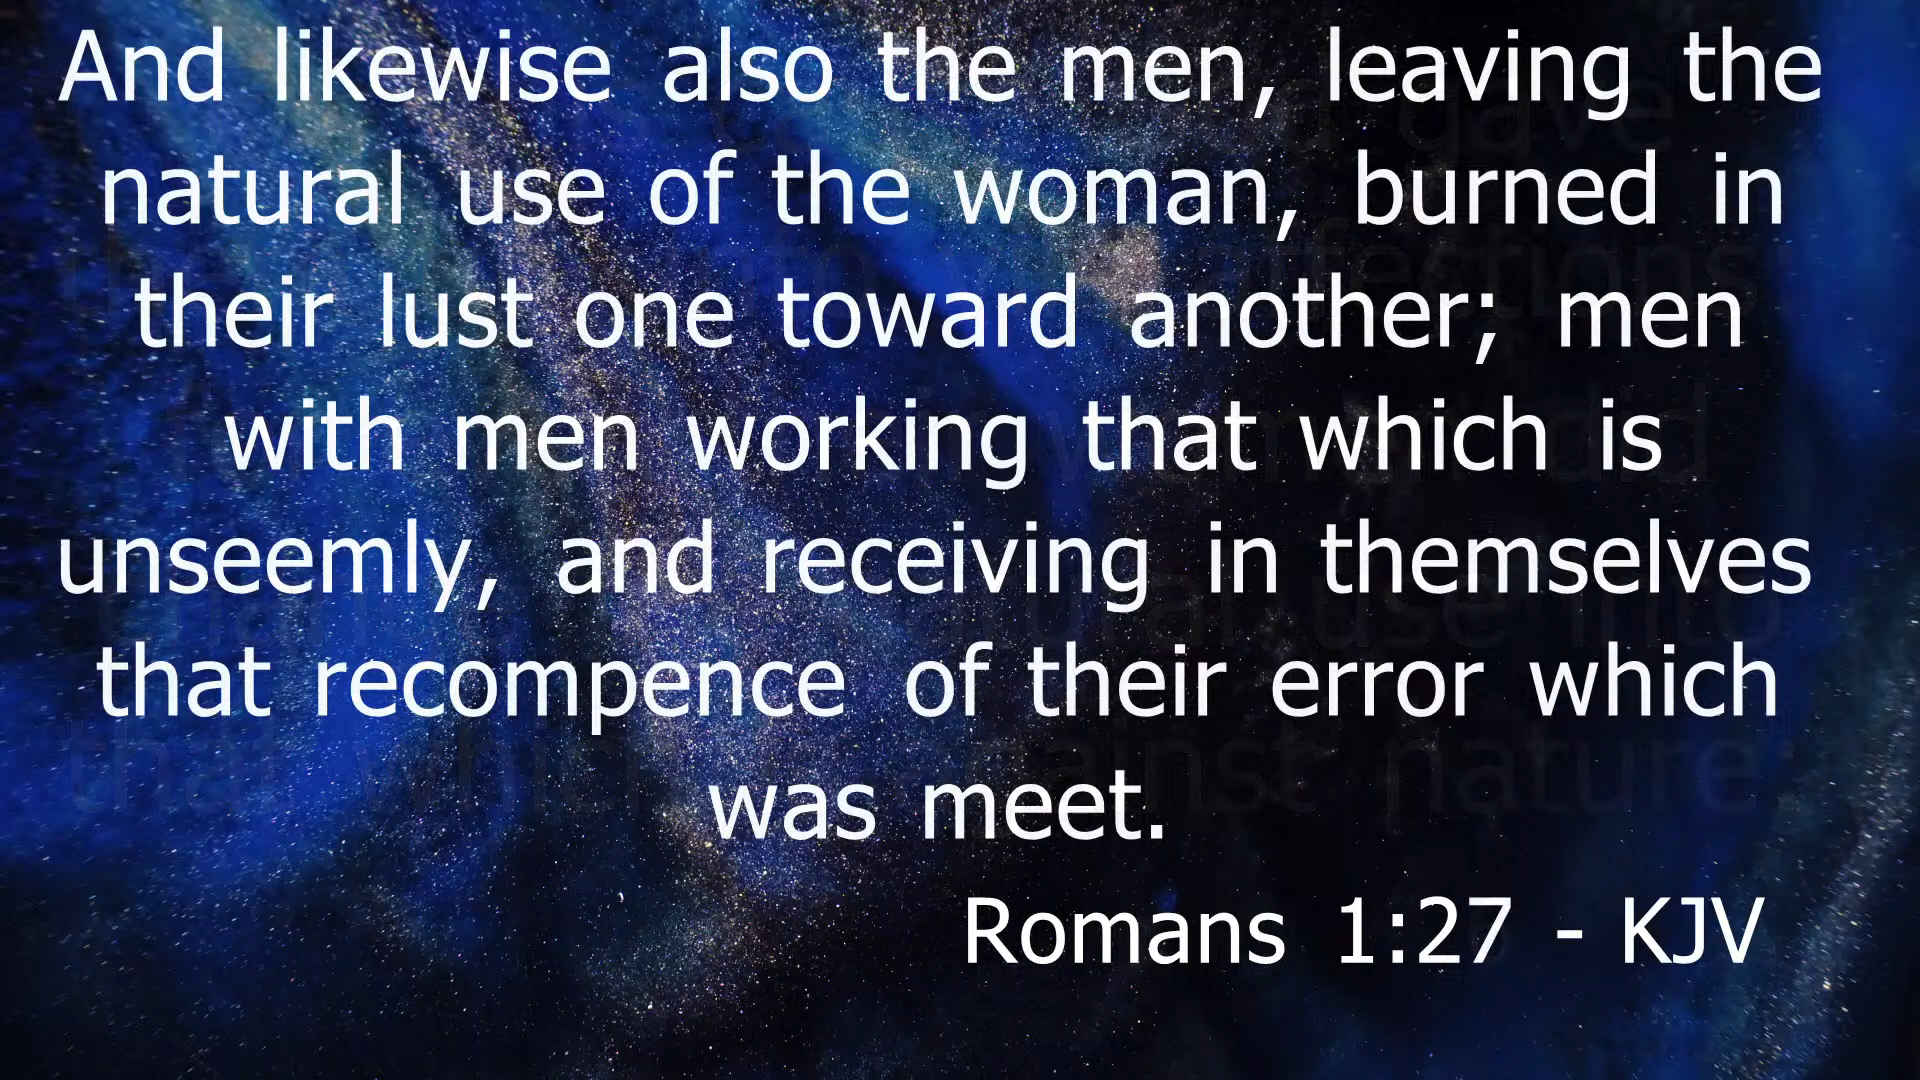 And likewise also the men, leaving the
natural use of the woman, burned in
their lust one toward another; men
with men working that which is
unseemly, and receiving in themselves
that recompence of their error which
was meet.
Romans 1:27 - KJV